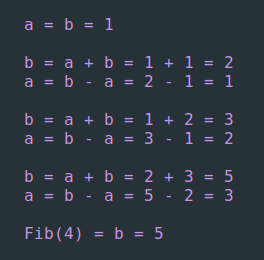 a = b = 1
b = a + b = 1 + 1 = 2
a = b - a = 2 - 1 = 1
b = a + b = 1 + 2 = 3
a = b - a = 3 - 1 = 2
b = a + b = 2 + 3 = 5
a = b - a = 5 - 2 = 3
Fib(4) = b = 5